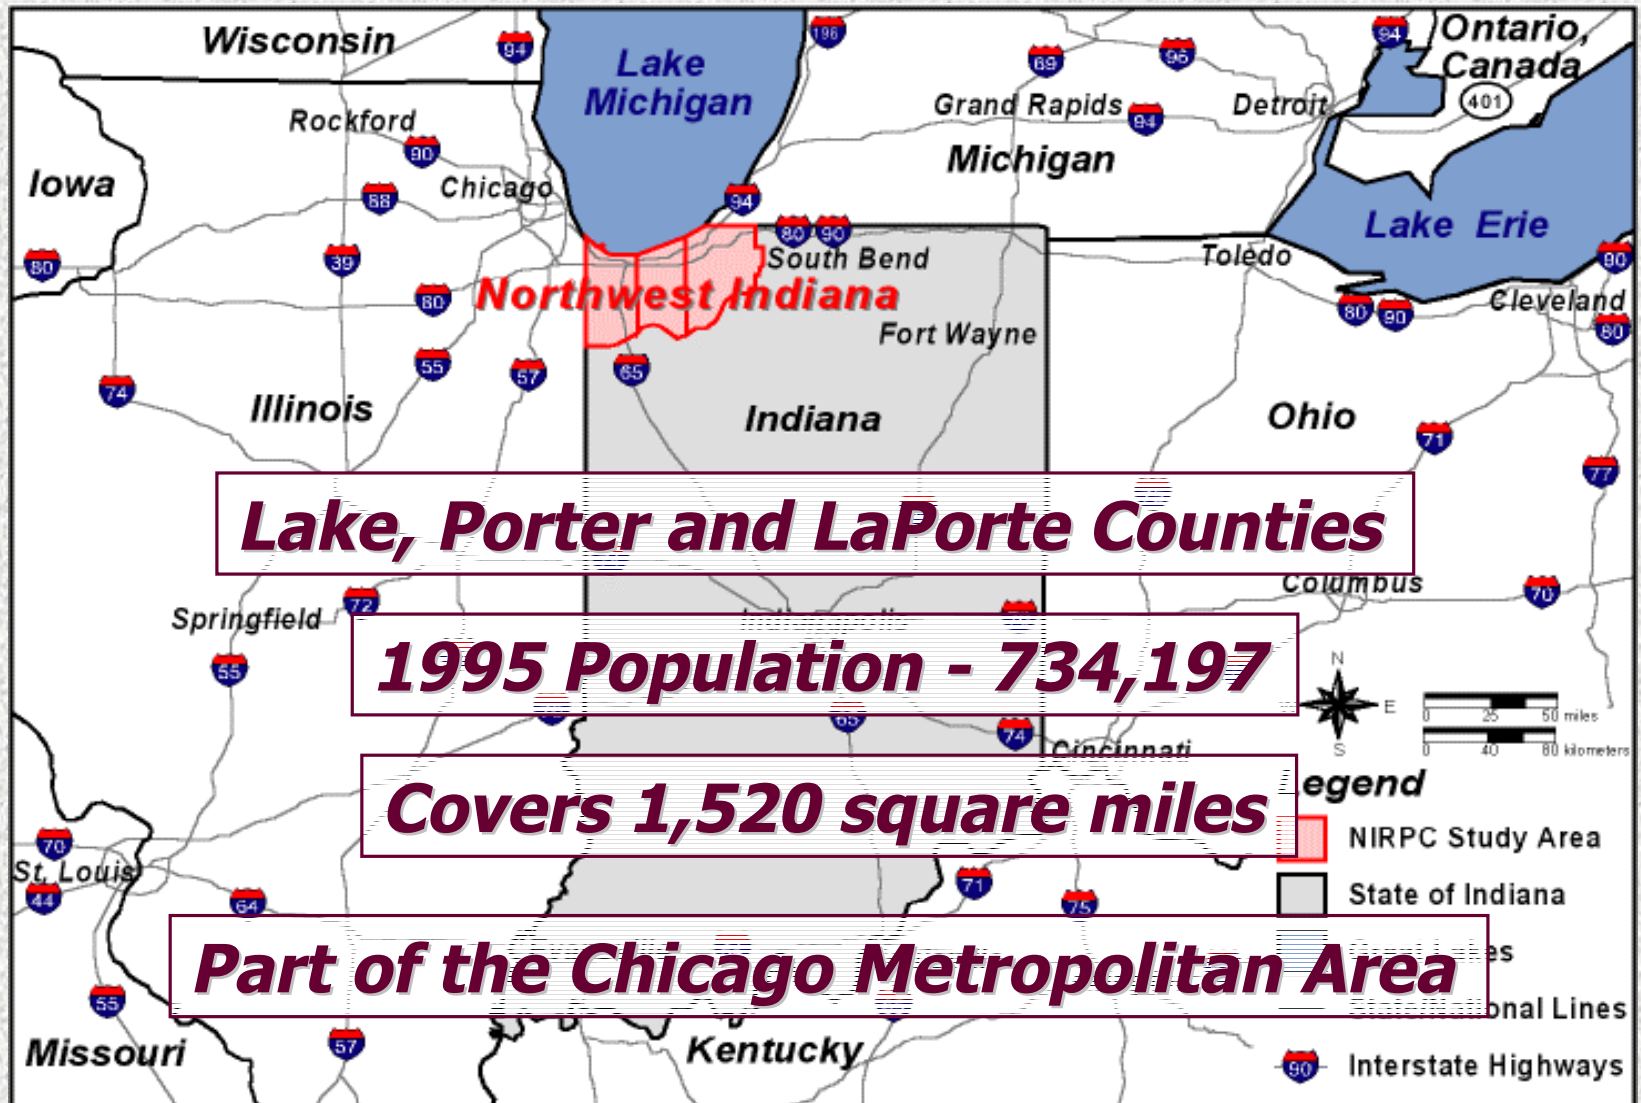 Wisconsin
94
Lake
Michigan
196
69
96
94
Ontario,
Canada
401
Rockford
90
Grand Rapids
94
Detroit
Michigan
Iowa
88
Chicago
94
Lake Erie
80
39
80
90
South Bend
Toledo
90
80
Northwest Indiana
80
90
Cleveland
80
Fort Wayne
74
55
57
65
Illinois
Indiana
Ohio
71
77
Lake, Porter and LaPorte Counties
Columbus
70
72
Springfield
1995 Population - 734,197
55
65
74
N
E
S
0 25 50 miles
0 40 80 kilometers
Cincinnati
Covers 1,520 square miles
egend
NIRPC Study Area
70
St. Louis
44
64
71
75
State of Indiana
Part of the Chicago Metropolitan Area
55
57
Missouri
Kentucky
90
Interstate Highways